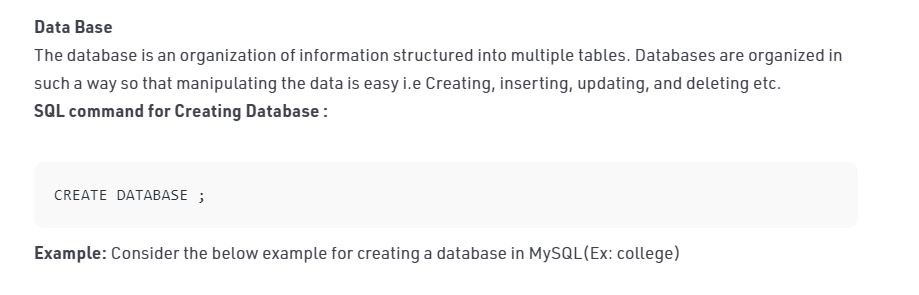 Data Base
The database is an organization of information structured into multiple tables. Databases are organized in
such a way so that manipulating the data is easy i.e Creating, inserting, updating, and deleting etc.
SQL command for Creating Database :
CREATE DATABASE ;
Example: Consider the below example for creating a database in MySQL(Ex: college)